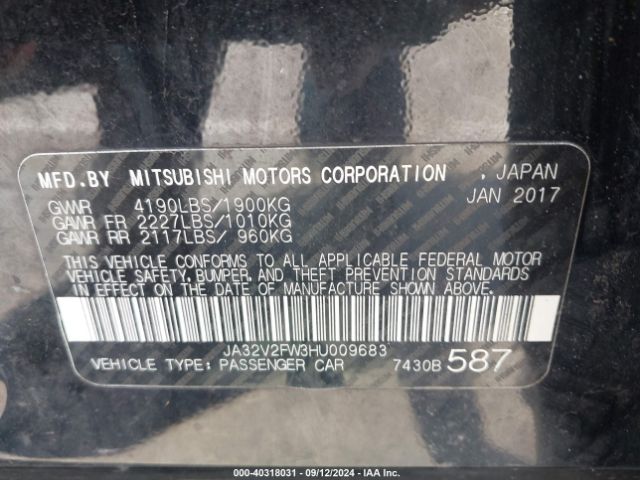 MFD.BY MITSUBISHI MOTORS CORPORATION , JAPAN
JAN 2017
GVWR 4190LBS/1900KG
GAWR FR 2227LBS/1010KG
GAWR RR 2117LBS/ 960KG
THIS VEHICLE CONFORMS TO ALL APPLICABLE FEDERAL MOTOR
VEHICLE SAFETY, BUMPER, AND THEFT PREVENTION STANDARDS
IN EFFECT ON THE DATE OF MANUFACTURE SHOWN ABOVE.
JA32V2FW3HU009683
VEHICLE TYPE: PASSENGER CAR 7430B 587
000-40318031 - 09/12/2024 - IAA Inc.